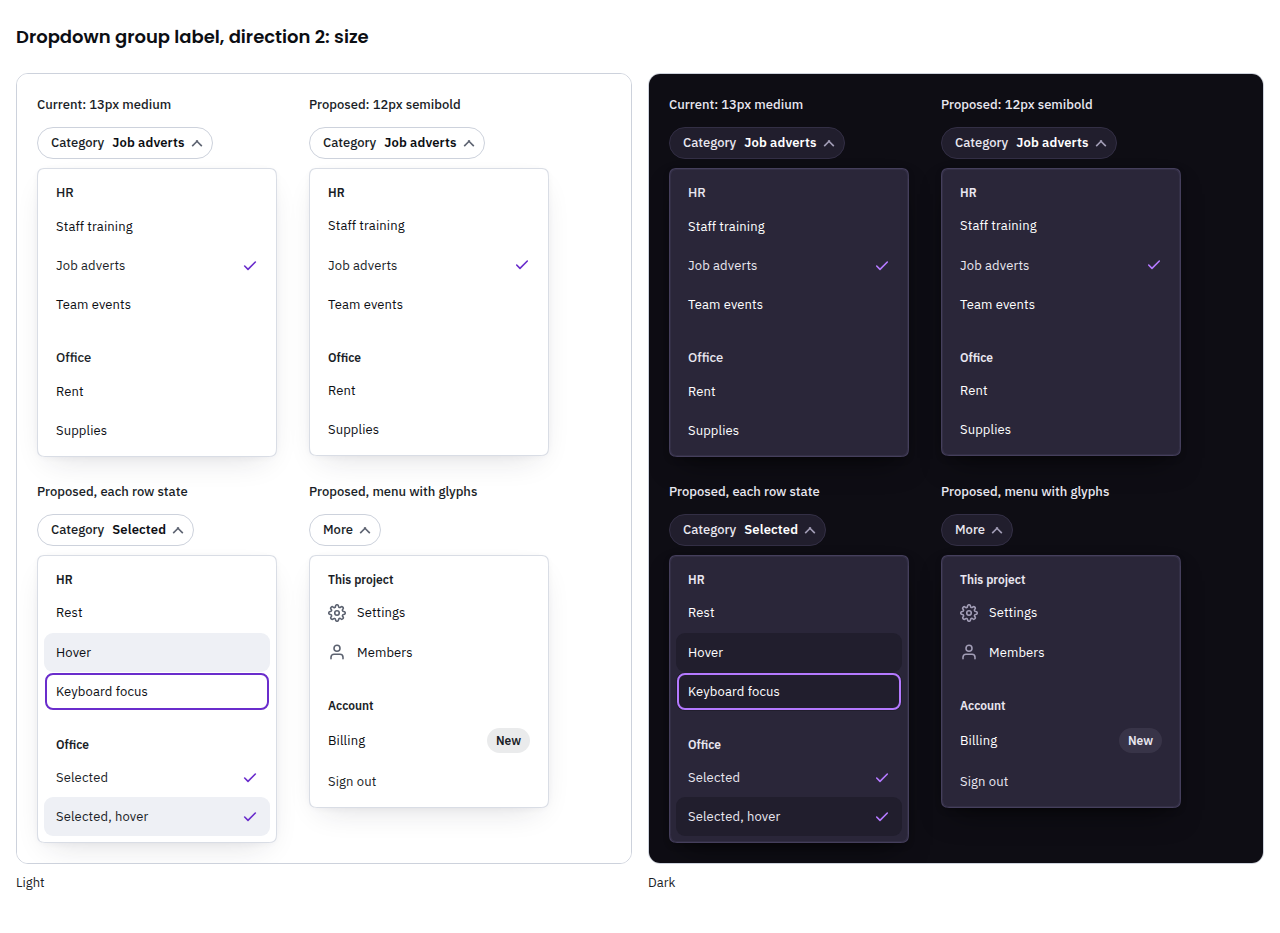 Dropdown group label, direction 2: size
Current: 13px medium
Category Job adverts
HR
Staff training
Job adverts
Team events
Office
Rent
Supplies
Proposed: 12px semibold
Category Job adverts
HR
Staff training
Job adverts
Team events
Office
Rent
Supplies
Proposed, each row state
Category Selected
HR
Rest
Hover
Keyboard focus
Office
Selected
Selected, hover
Proposed, menu with glyphs
More
This project
Settings
Members
Account
Billing New
Sign out
Light
Current: 13px medium
Category Job adverts
HR
Staff training
Job adverts
Team events
Office
Rent
Supplies
Proposed: 12px semibold
Category Job adverts
HR
Staff training
Job adverts
Team events
Office
Rent
Supplies
Proposed, each row state
Category Selected
HR
Rest
Hover
Keyboard focus
Office
Selected
Selected, hover
Proposed, menu with glyphs
More
This project
Settings
Members
Account
Billing New
Sign out
Dark